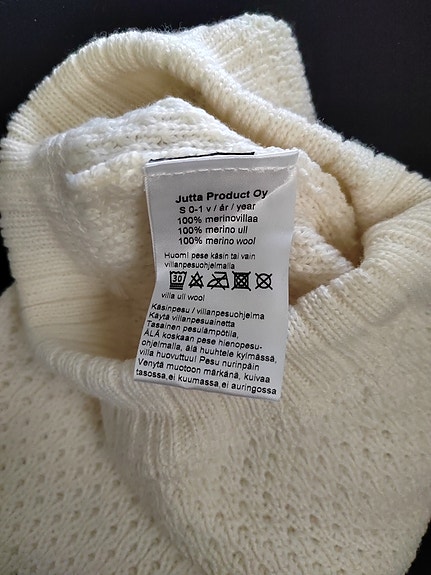 Jutta Product Oy
S 0-1 v / år / year
100% merinovillaa
100% merino ull
100% merino wool
Huom! pese käsin tai vain
villanpesuohjelmalla
30
villa ull wool
Käsinpesu / villanpesuohjelma
Käytä villanpesuainetta
Tasainen pesulämpötila,
ÄLÄ koskaan pese hienopesu-
ohjelmalla, älä huuhtele kylmässä,
villa huovuttuu! Pesu nurinpäin
Venytä muotoon märkänä, kuivaa
tasossa,ei kuumassa,ei auringossa